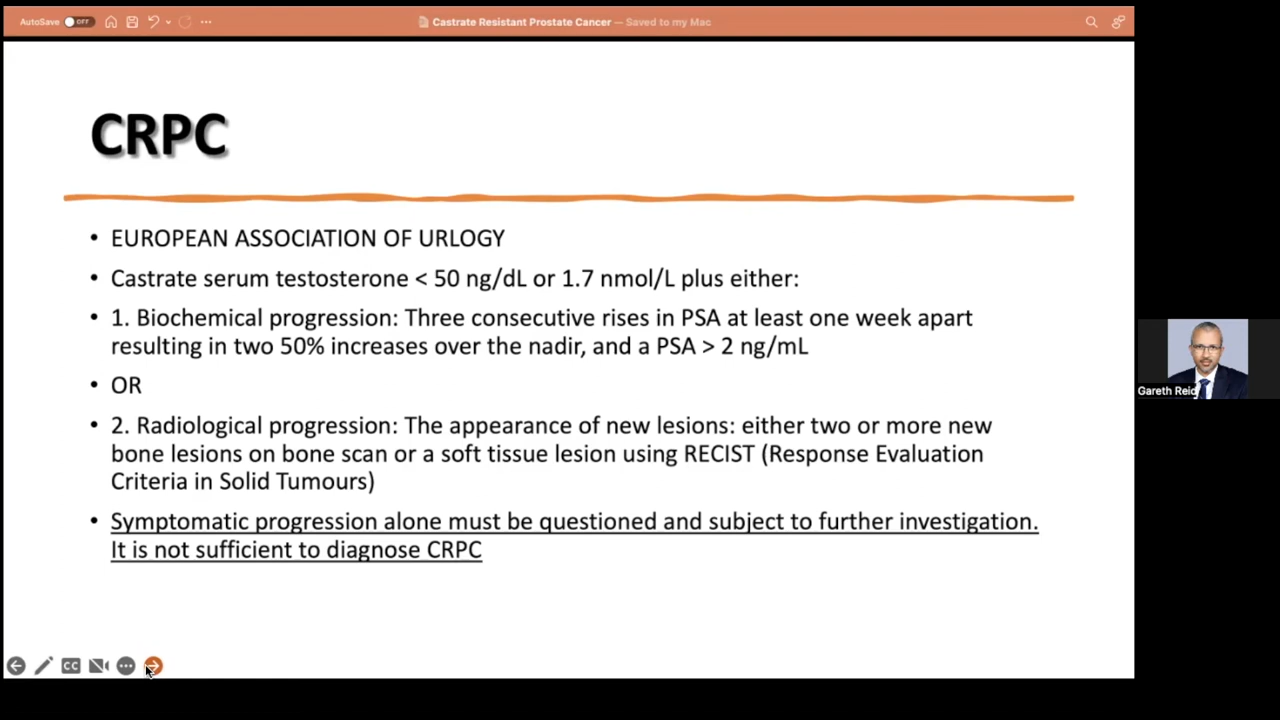 AutoSave OFF
Castrate Resistant Prostate Cancer — Saved to my Mac
CRPC
• EUROPEAN ASSOCIATION OF URLOGY
• Castrate serum testosterone < 50 ng/dL or 1.7 nmol/L plus either:
• 1. Biochemical progression: Three consecutive rises in PSA at least one week apart
resulting in two 50% increases over the nadir, and a PSA > 2 ng/mL
• OR
• 2. Radiological progression: The appearance of new lesions: either two or more new
bone lesions on bone scan or a soft tissue lesion using RECIST (Response Evaluation
Criteria in Solid Tumours)
• Symptomatic progression alone must be questioned and subject to further investigation.
It is not sufficient to diagnose CRPC
Gareth Reid
CC